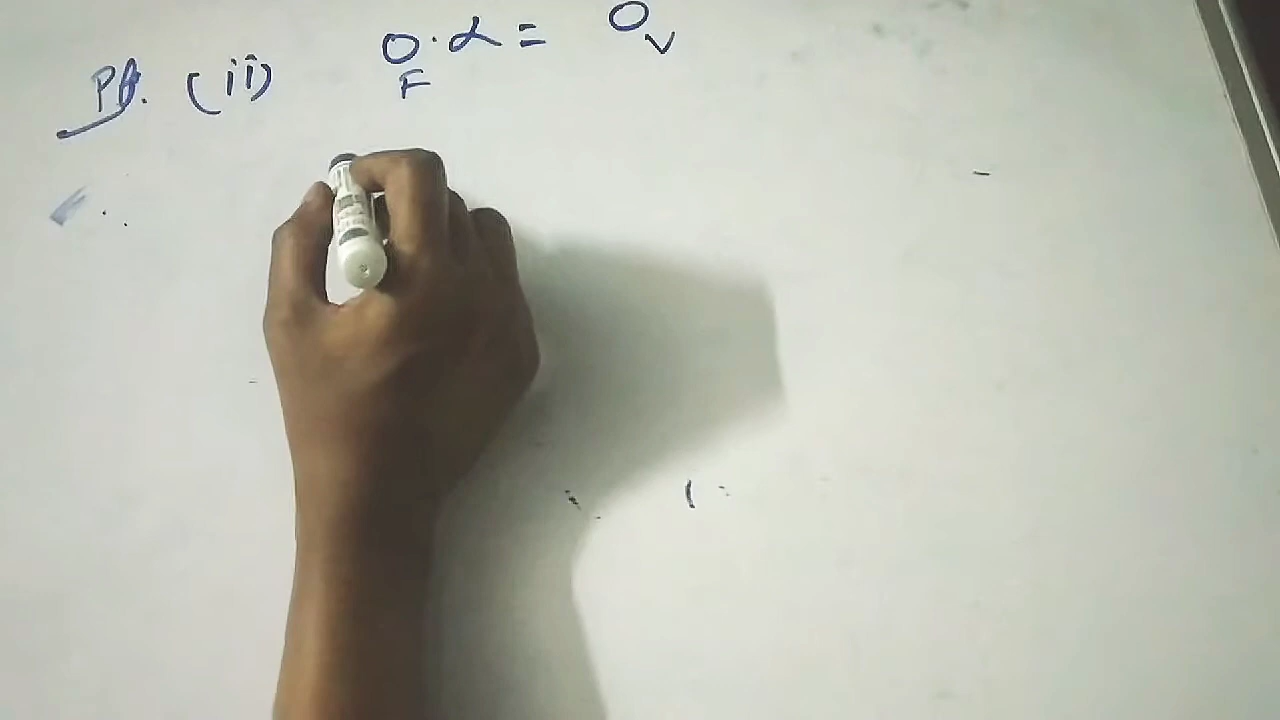 Pf. (ii) 0_F · α = 0_V